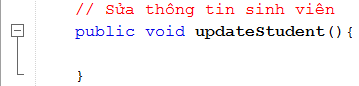 // Sửa thông tin sinh viên
public void updateStudent(){
}